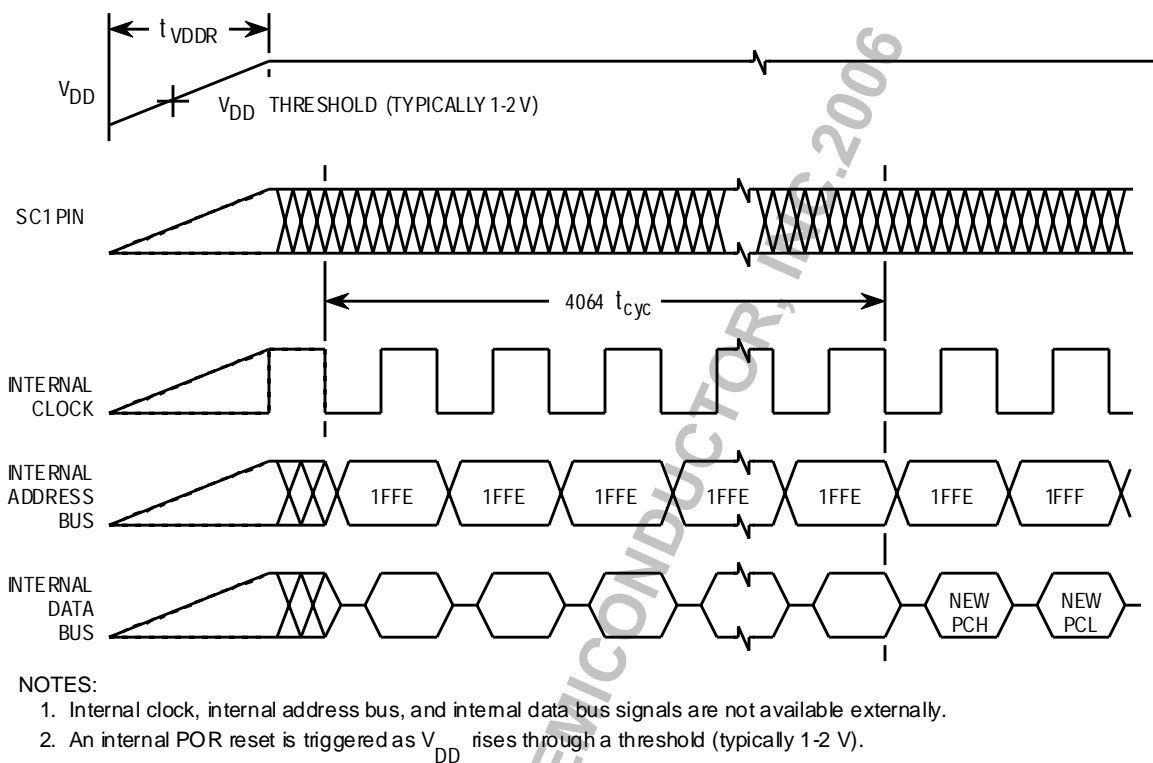 t VDDR
VDD
VDD THRESHOLD (TYPICALLY 1-2 V)
SC1 PIN
4064 tcyc
INTERNAL
CLOCK
INTERNAL
ADDRESS
BUS
1FFE 1FFE 1FFE 1FFE 1FFE 1FFE 1FFF
INTERNAL
DATA
BUS
NEW
PCH
NEW
PCL
NOTES:
1. Internal clock, internal address bus, and internal data bus signals are not available externally.
2. An internal POR reset is triggered as VDD rises through a threshold (typically 1-2 V).
EMICONDUCTOR, INC.2006